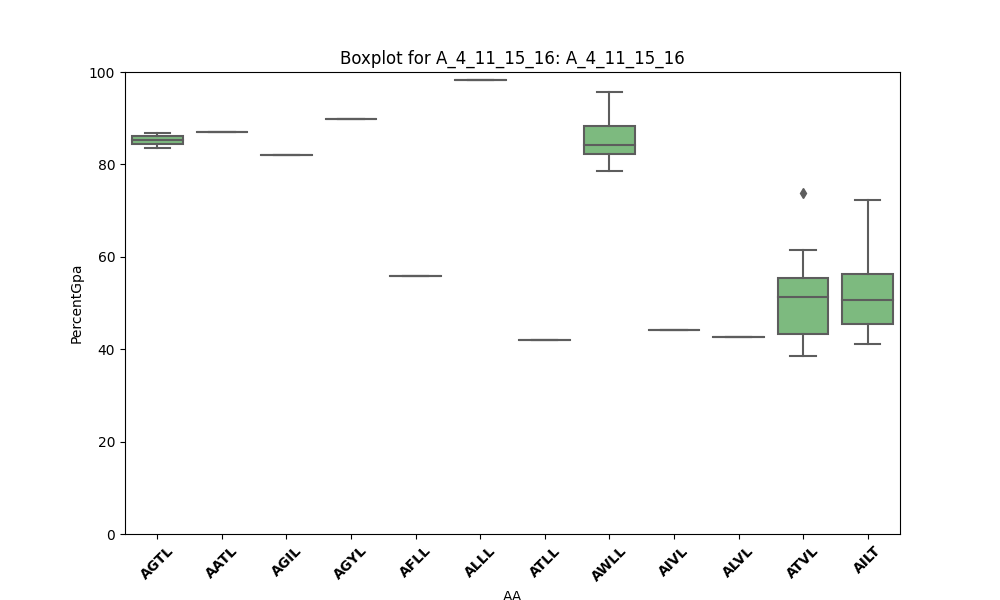 Boxplot for A_4_11_15_16: A_4_11_15_16
100
80
60
40
20
0
PercentGpa
AGTL AATL AGIL AGYL AFLL ALLL ATLL AWLL AIVL ALVL ATVL AILT
AA